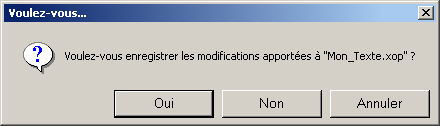 Voulez-vous...
Voulez-vous enregistrer les modifications apportées à "Mon_Texte.xop" ?
Oui
Non
Annuler